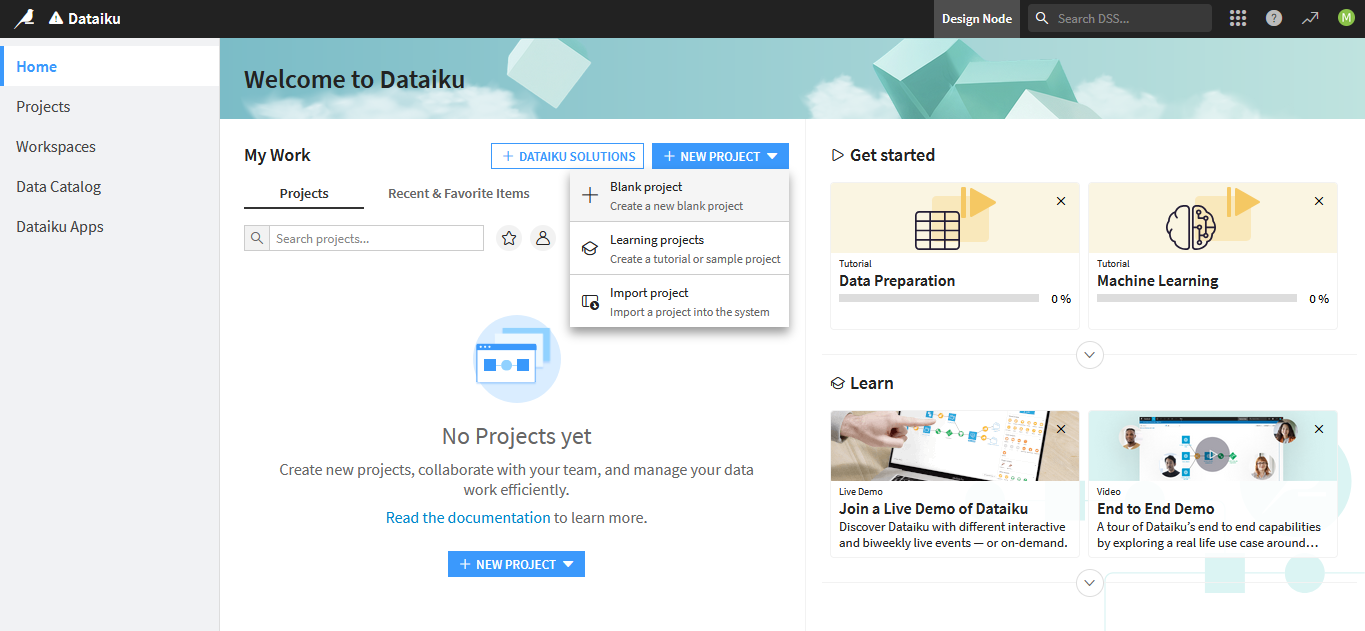 Dataiku
Design Node
Search DSS...
?
M
Home
Projects
Workspaces
Data Catalog
Dataiku Apps
Welcome to Dataiku
My Work
+ DATAIKU SOLUTIONS
+ NEW PROJECT
Projects
Recent & Favorite Items
Search projects...
Blank project
Create a new blank project
Learning projects
Create a tutorial or sample project
Import project
Import a project into the system
No Projects yet
Create new projects, collaborate with your team, and manage your data
work efficiently.
Read the documentation to learn more.
+ NEW PROJECT
Get started
Tutorial
Data Preparation
0 %
Tutorial
Machine Learning
0 %
Learn
Live Demo
Join a Live Demo of Dataiku
Discover Dataiku with different interactive
and biweekly live events — or on-demand.
Video
End to End Demo
A tour of Dataiku's end to end capabilities
by exploring a real life use case around...